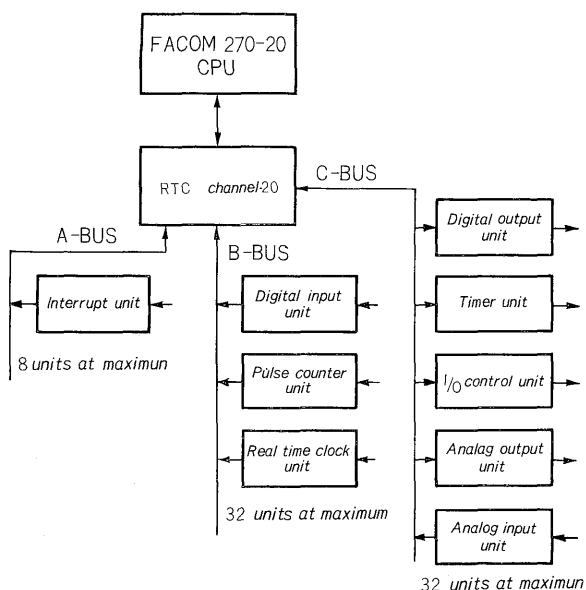 FACOM 270-20
CPU
RTC channel-20
C-BUS
A-BUS
B-BUS
Interrupt unit
8 units at maximun
Digital input
unit
Pulse counter
unit
Real time clock
unit
32 units at maximum
Digital output
unit
Timer unit
I/O control unit
Analag output
unit
Analog input
unit
32 units at maximun